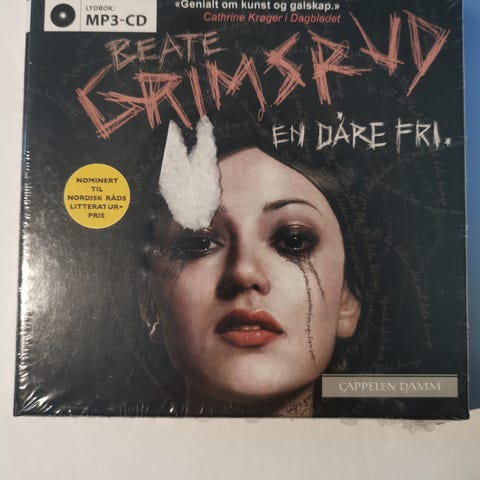 LYDBOK:
MP3-CD
«Genialt om kunst og galskap.»
Cathrine Krøger i Dagbladet
BEATE
GRIMSRUD
EN DÅRE FRI.
NOMINERT
TIL
NORDISK RÅDS
LITTERATUR-
PRIS
CAPPELEN DAMM